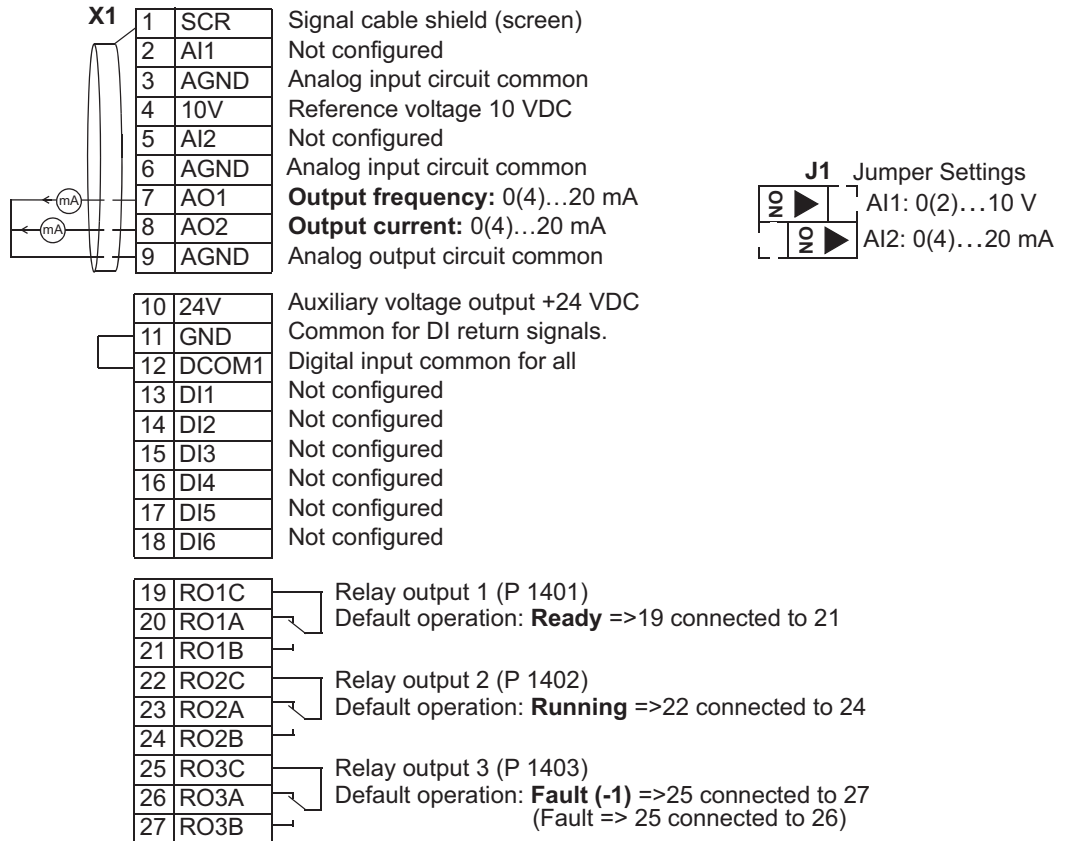 X1
1 SCR Signal cable shield (screen)
2 AI1 Not configured
3 AGND Analog input circuit common
4 10V Reference voltage 10 VDC
5 AI2 Not configured
6 AGND Analog input circuit common
mA 7 AO1 Output frequency: 0(4)…20 mA
mA 8 AO2 Output current: 0(4)…20 mA
9 AGND Analog output circuit common
J1 Jumper Settings
ON AI1: 0(2)…10 V
ON AI2: 0(4)…20 mA
10 24V Auxiliary voltage output +24 VDC
11 GND Common for DI return signals.
12 DCOM1 Digital input common for all
13 DI1 Not configured
14 DI2 Not configured
15 DI3 Not configured
16 DI4 Not configured
17 DI5 Not configured
18 DI6 Not configured
19 RO1C Relay output 1 (P 1401)
20 RO1A Default operation: Ready =>19 connected to 21
21 RO1B
22 RO2C Relay output 2 (P 1402)
23 RO2A Default operation: Running =>22 connected to 24
24 RO2B
25 RO3C Relay output 3 (P 1403)
26 RO3A Default operation: Fault (-1) =>25 connected to 27
27 RO3B (Fault => 25 connected to 26)